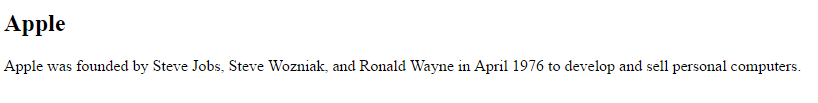 Apple
Apple was founded by Steve Jobs, Steve Wozniak, and Ronald Wayne in April 1976 to develop and sell personal computers.